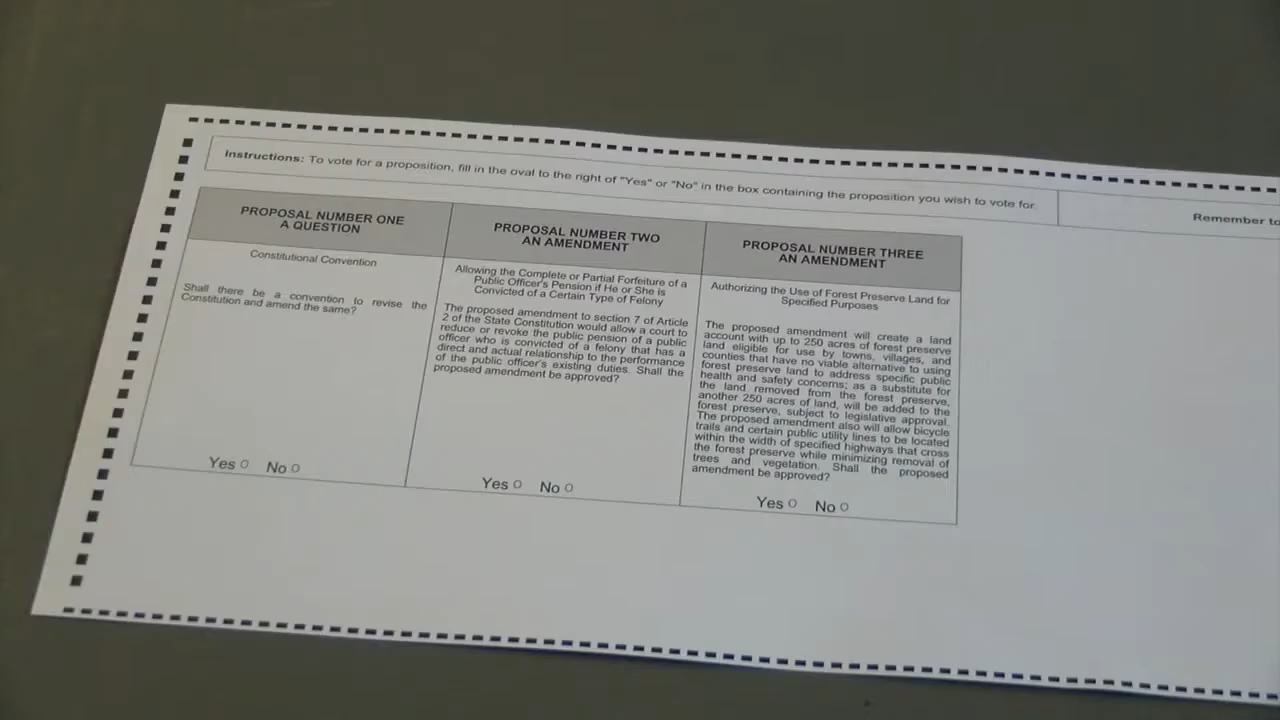 Instructions: To vote for a proposition, fill in the oval to the right of "Yes" or "No" in the box containing the proposition you wish to vote for.
Remember to
PROPOSAL NUMBER ONE
A QUESTION
Constitutional Convention
Shall there be a convention to revise the
Constitution and amend the same?
Yes No
PROPOSAL NUMBER TWO
AN AMENDMENT
Allowing the Complete or Partial Forfeiture of a
Public Officer's Pension if He or She is
Convicted of a Certain Type of Felony
The proposed amendment to section 7 of Article
2 of the State Constitution would allow a court to
reduce or revoke the public pension of a public
officer who is convicted of a felony that has a
direct and actual relationship to the performance
of the public officer's existing duties. Shall the
proposed amendment be approved?
Yes No
PROPOSAL NUMBER THREE
AN AMENDMENT
Authorizing the Use of Forest Preserve Land for
Specified Purposes
The proposed amendment will create a land
account with up to 250 acres of forest preserve
land eligible for use by towns, villages, and
counties that have no viable alternative to using
forest preserve land to address specific public
health and safety concerns; as a substitute for
the land removed from the forest preserve,
another 250 acres of land, will be added to the
forest preserve, subject to legislative approval.
The proposed amendment also will allow bicycle
trails and certain public utility lines to be located
within the width of specified highways that cross
the forest preserve while minimizing removal of
trees and vegetation. Shall the proposed
amendment be approved?
Yes No